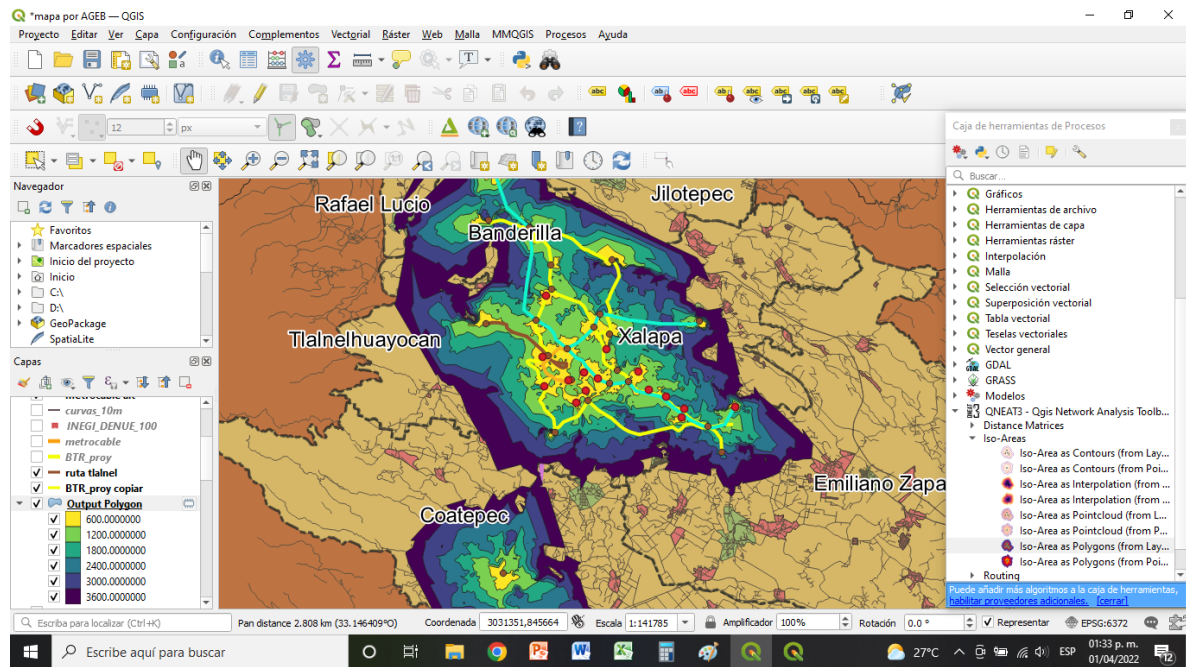 *mapa por AGEB — QGIS
Proyecto Editar Ver Capa Configuración Complementos Vectorial Ráster Web Malla MMQGIS Procesos Ayuda
12 px
Navegador
Favoritos
Marcadores espaciales
Inicio del proyecto
Inicio
C:\
D:\
GeoPackage
SpatiaLite
Capas
curvas_10m
INEGI_DENUE_100
metrocable
BTR_proy
ruta tlalnel
BTR_proy copiar
Output Polygon
600.0000000
1200.0000000
1800.0000000
2400.0000000
3000.0000000
3600.0000000
Rafael Lucio
Jilotepec
Banderilla
Tlalnelhuayocan
Xalapa
Emiliano Zapa
Coatepec
Caja de herramientas de Procesos
Buscar...
Gráficos
Herramientas de archivo
Herramientas de capa
Herramientas ráster
Interpolación
Malla
Selección vectorial
Superposición vectorial
Tabla vectorial
Teselas vectoriales
Vector general
GDAL
GRASS
Modelos
QNEAT3 - Qgis Network Analysis Toolb...
Distance Matrices
Iso-Areas
Iso-Area as Contours (from Lay...
Iso-Area as Contours (from Poi...
Iso-Area as Interpolation (from ...
Iso-Area as Interpolation (from ...
Iso-Area as Pointcloud (from L...
Iso-Area as Pointcloud (from P...
Iso-Area as Polygons (from Lay...
Iso-Area as Polygons (from Poi...
Routing
Puede añadir más algoritmos a la caja de herramientas,
habilitar proveedores adicionales. [cerrar]
Escriba para localizar (Ctrl+K) Pan distance 2.808 km (33.146409°O) Coordenada 3031351,845664 Escala 1:141785 Amplificador 100% Rotación 0.0 ° Representar EPSG:6372
Escribe aquí para buscar 27°C ESP 01:33 p. m.
01/04/2022 12